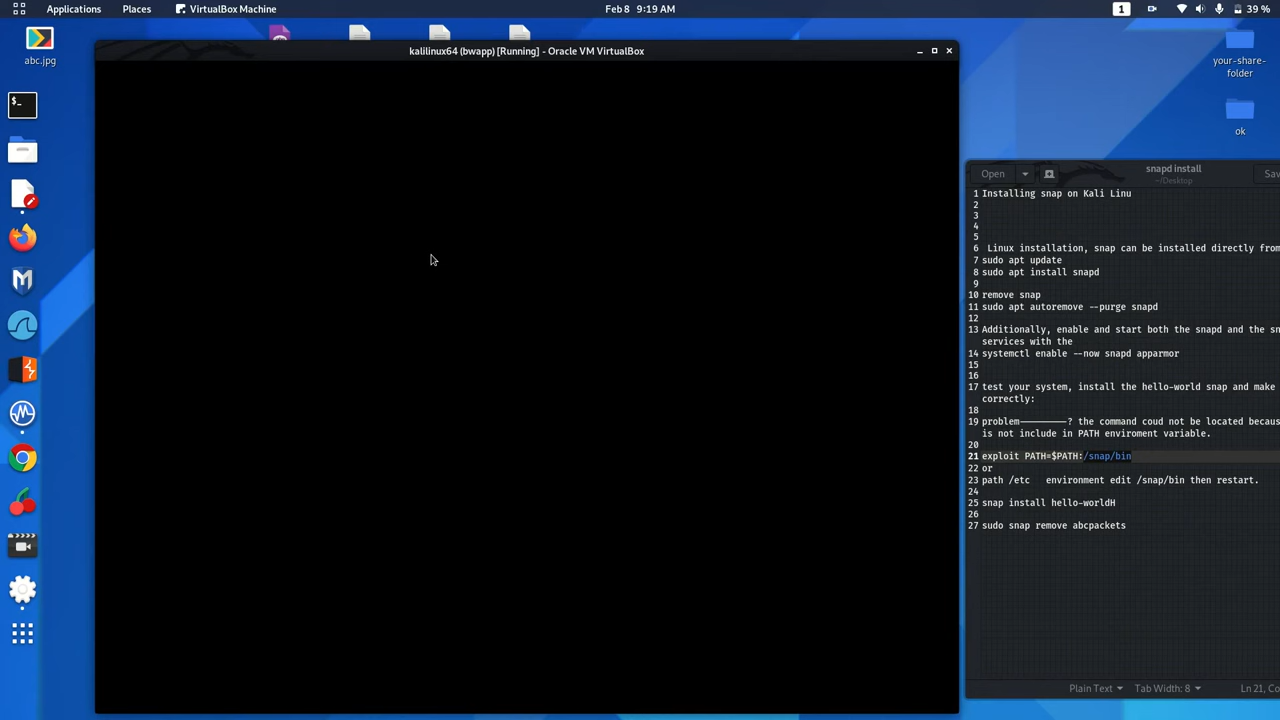 Applications Places VirtualBox Machine Feb 8 9:19 AM 1 39 %
abc.jpg
your-share-
folder
ok
kalilinux64 (bwapp) [Running] - Oracle VM VirtualBox
Open snapd install
~/Desktop
1 Installing snap on Kali Linu
2
3
4
5
6 Linux installation, snap can be installed directly from
7 sudo apt update
8 sudo apt install snapd
9
10 remove snap
11 sudo apt autoremove --purge snapd
12
13 Additionally, enable and start both the snapd and the
services with the
14 systemctl enable --now snapd apparmor
15
16
17 test your system, install the hello-world snap and make
correctly:
18
19 problem—————? the command coud not be located
is not include in PATH enviroment variable.
20
21 exploit PATH=$PATH:/snap/bin
22 or
23 path /etc environment edit /snap/bin then restart.
24
25 snap install hello-worldH
26
27 sudo snap remove abcpackets
Plain Text Tab Width: 8 Ln 21,